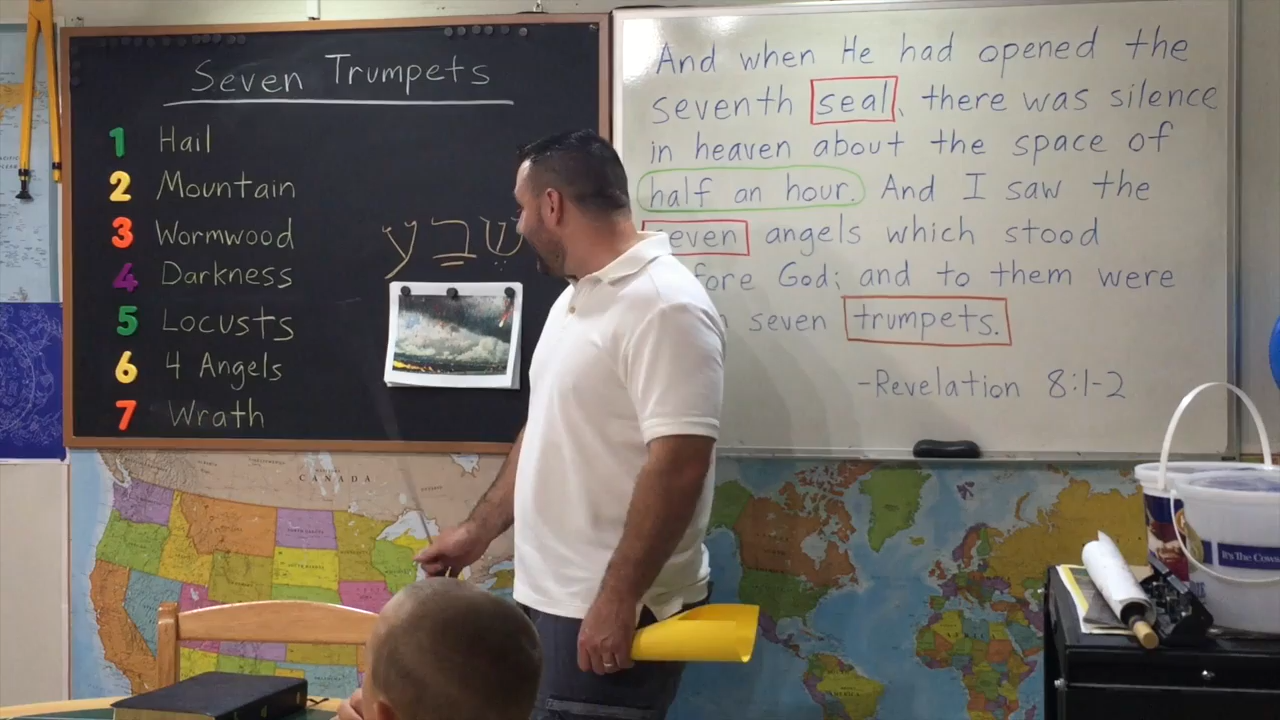 Seven Trumpets
1 Hail
2 Mountain
3 Wormwood
4 Darkness
5 Locusts
6 4 Angels
7 Wrath
שבע
And when He had opened the
seventh seal, there was silence
in heaven about the space of
half an hour. And I saw the
seven angels which stood
fore God; and to them were
seven trumpets.
-Revelation 8:1-2
CANADA
It's The Cows